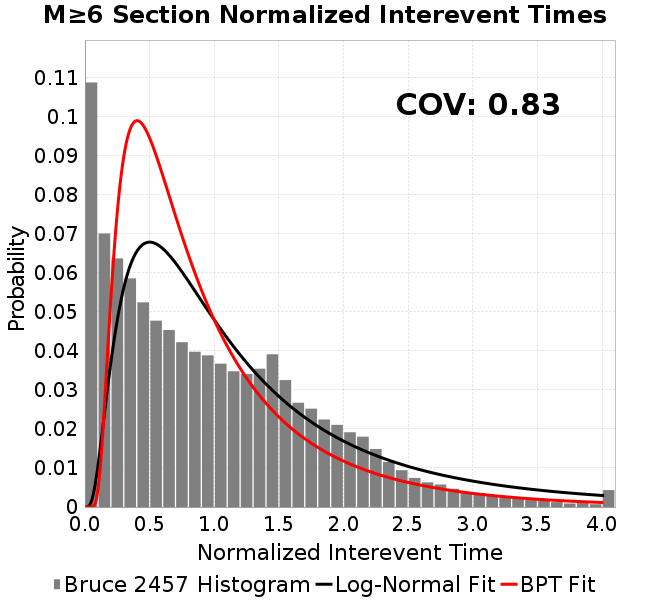 M≥6 Section Normalized Interevent Times
COV: 0.83
Probability
0.11
0.1
0.09
0.08
0.07
0.06
0.05
0.04
0.03
0.02
0.01
0
0.0 0.5 1.0 1.5 2.0 2.5 3.0 3.5 4.0
Normalized Interevent Time
Bruce 2457 Histogram Log-Normal Fit BPT Fit